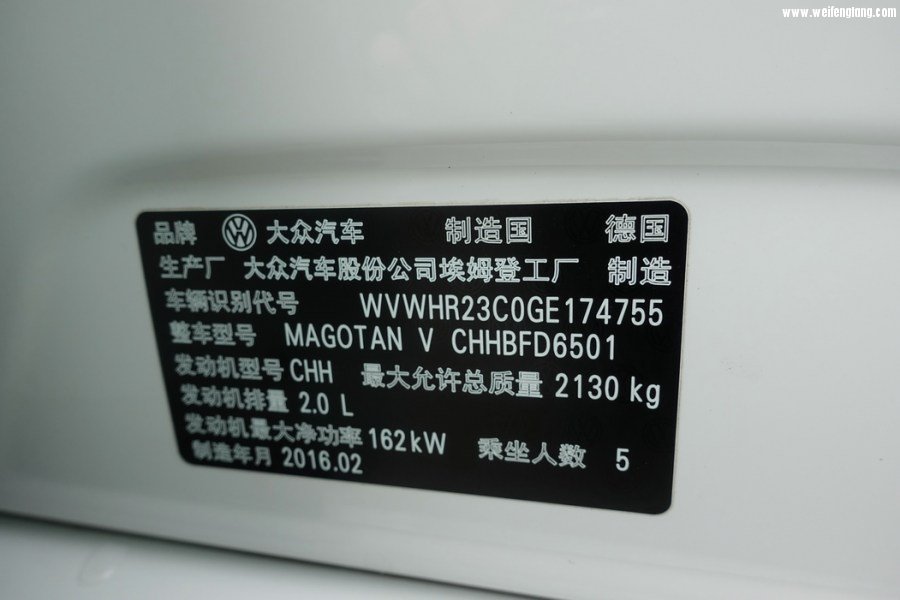 www.weifengtang.com
品牌 大众汽车 制造国 德国
生产厂 大众汽车股份公司埃姆登工厂 制造
车辆识别代号 WVWHR23C0GE174755
整车型号 MAGOTAN V CHHBFD6501
发动机型号 CHH 最大允许总质量 2130 kg
发动机排量 2.0 L
发动机最大净功率 162kW 乘坐人数 5
制造年月 2016.02